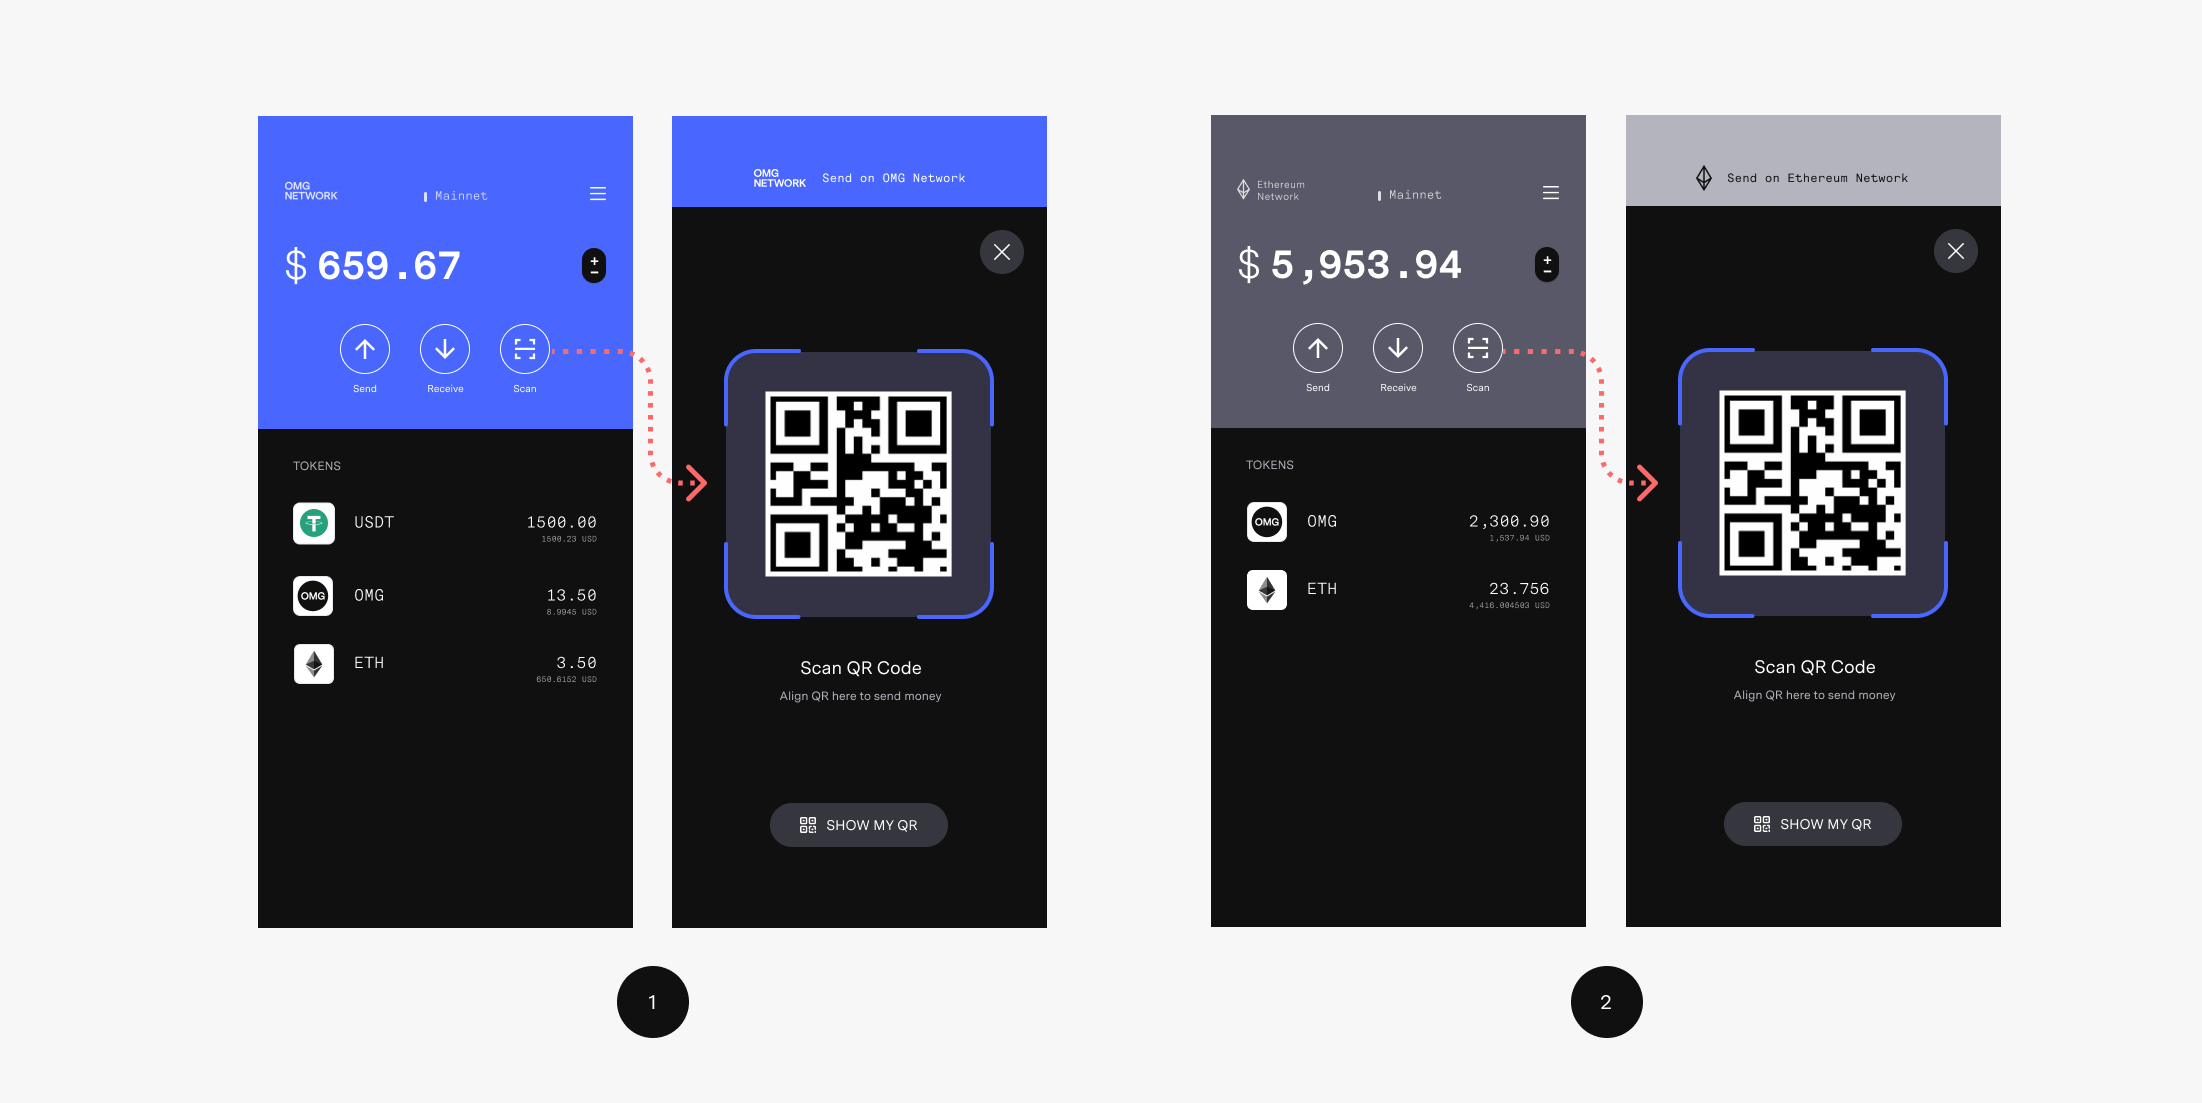 OMG
NETWORK
Mainnet
$ 659.67
+
−
Send
Receive
Scan
TOKENS
USDT
1500.00
1500.23 USD
OMG
OMG
13.50
8.9945 USD
ETH
3.50
650.6152 USD
OMG
NETWORK
Send on OMG Network
Scan QR Code
Align QR here to send money
SHOW MY QR
1
Ethereum
Network
Mainnet
$ 5,953.94
+
−
Send
Receive
Scan
TOKENS
OMG
OMG
2,300.90
1,537.94 USD
ETH
23.756
4,416.004503 USD
Send on Ethereum Network
Scan QR Code
Align QR here to send money
SHOW MY QR
2